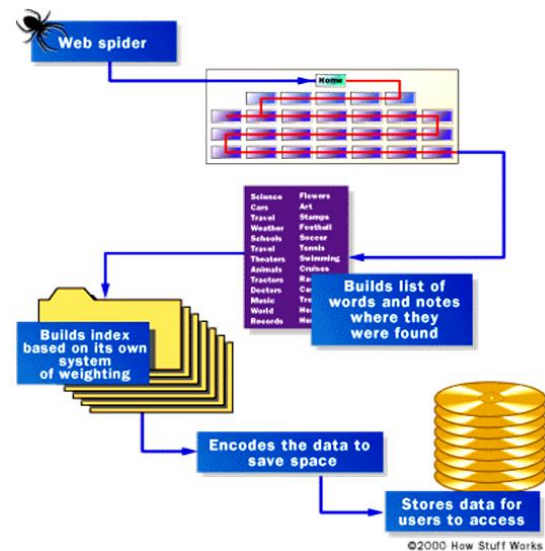 Web spider
Home
Science Flowers
Cars Art
Travel Stamps
Weather Football
Schools Soccer
Travel Tennis
Theaters Swimming
Animals Cruises
Tractors
Doctors
Music
World
Records
Builds list of
words and notes
where they
were found
Builds index
based on its own
system
of weighting
Encodes the data to
save space
Stores data for
users to access
©2000 How Stuff Works